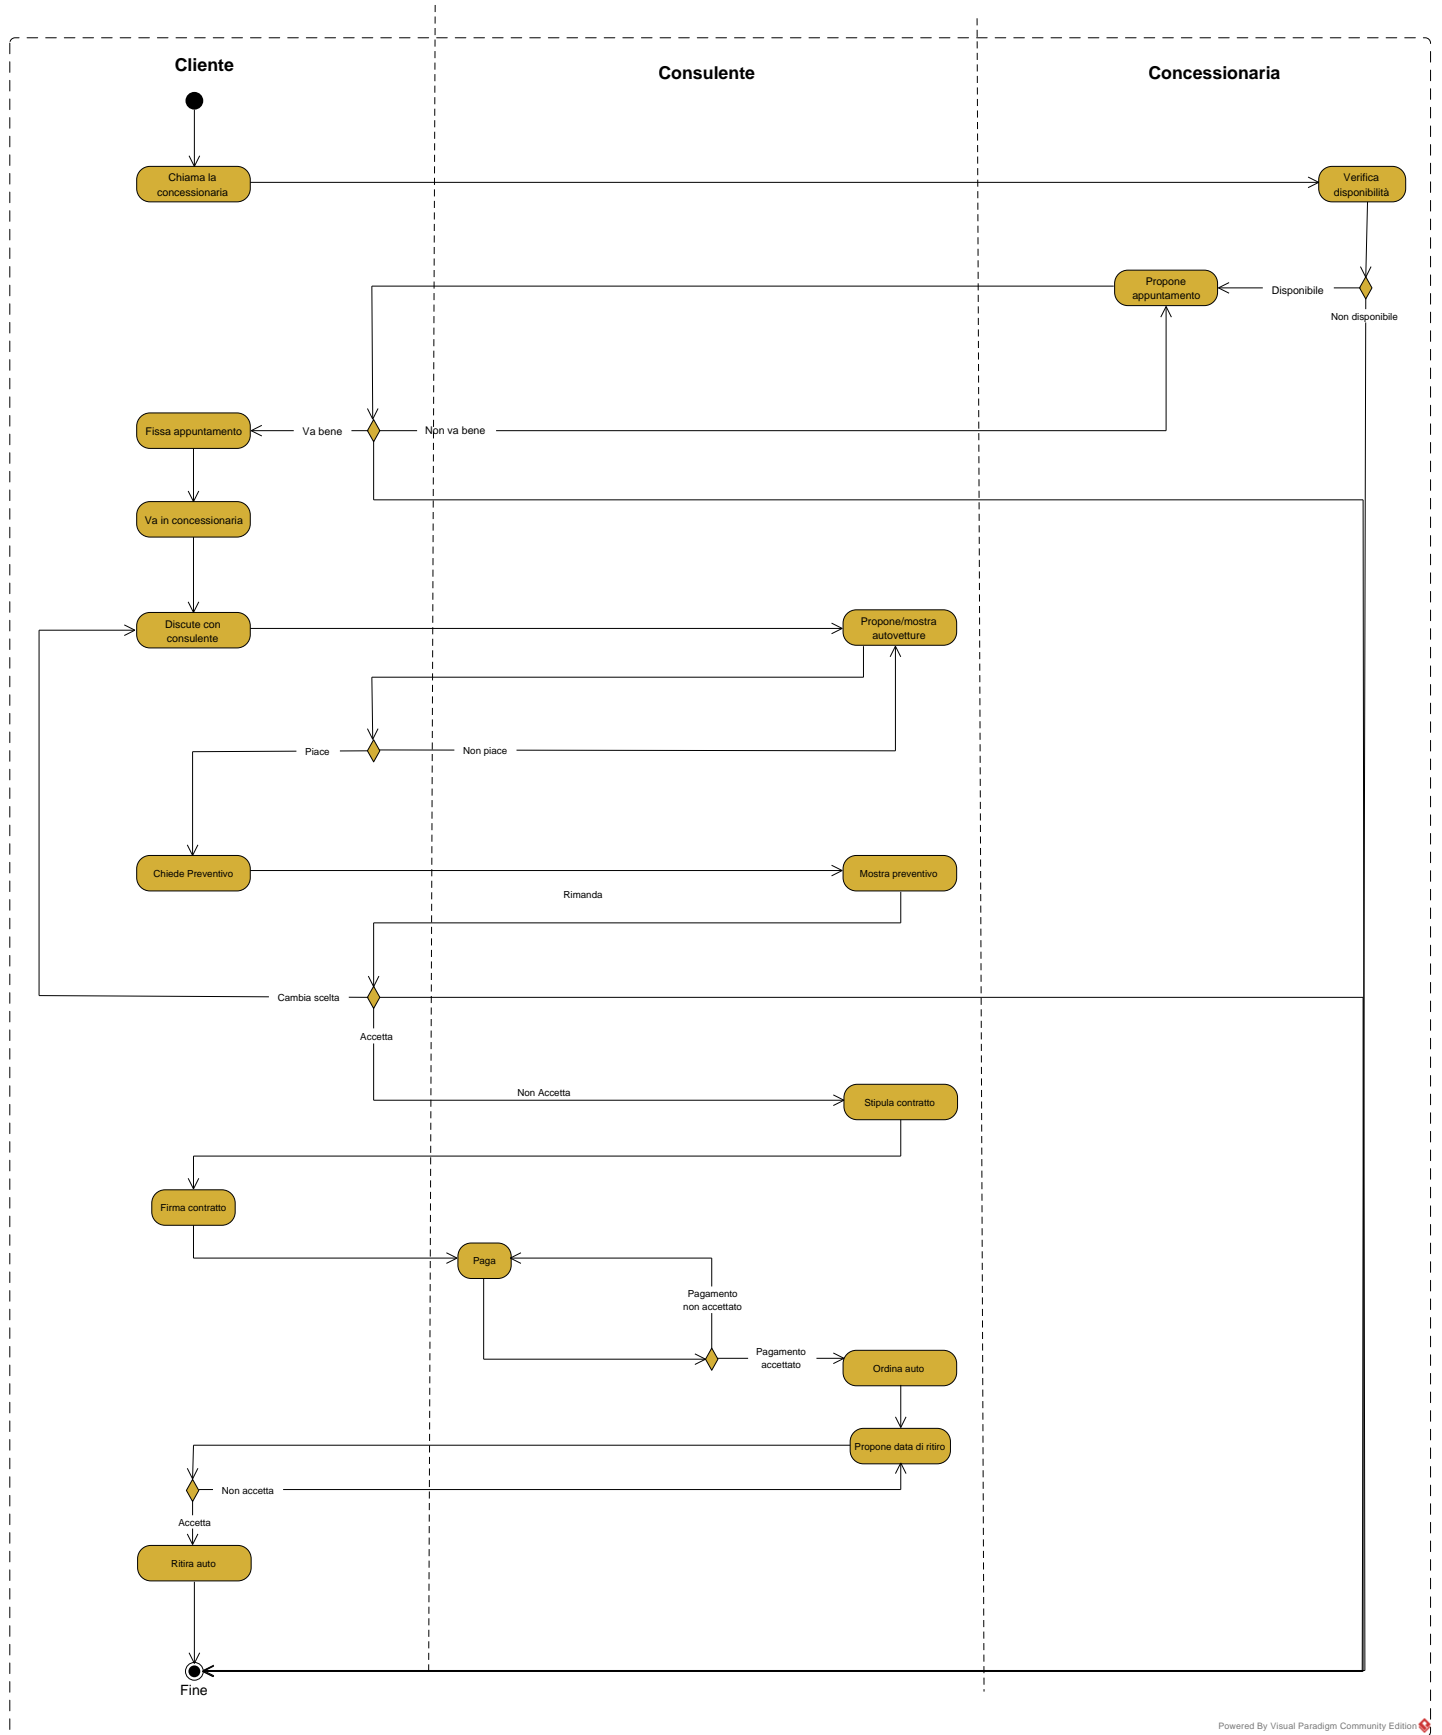 Cliente
Consulente
Concessionaria
Chiama la
concessionaria
Verifica
disponibilità
Propone
appuntamento
Disponibile
Non disponibile
Fissa appuntamento
Va bene
Non va bene
Va in concessionaria
Discute con
consulente
Propone/mostra
autovetture
Piace
Non piace
Chiede Preventivo
Mostra preventivo
Rimanda
Cambia scelta
Accetta
Non Accetta
Stipula contratto
Firma contratto
Paga
Pagamento
non accettato
Pagamento
accettato
Ordina auto
Propone data di ritiro
Non accetta
Accetta
Ritira auto
Fine
Powered By Visual Paradigm Community Edition